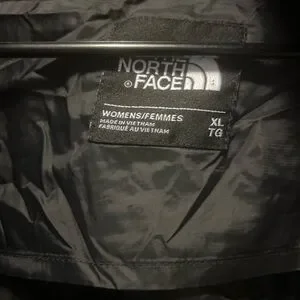 NORTH
FACE
WOMENS/FEMMES
XL
MADE IN VIETNAM
TG
FABRIQUÉ AU VIETNAM